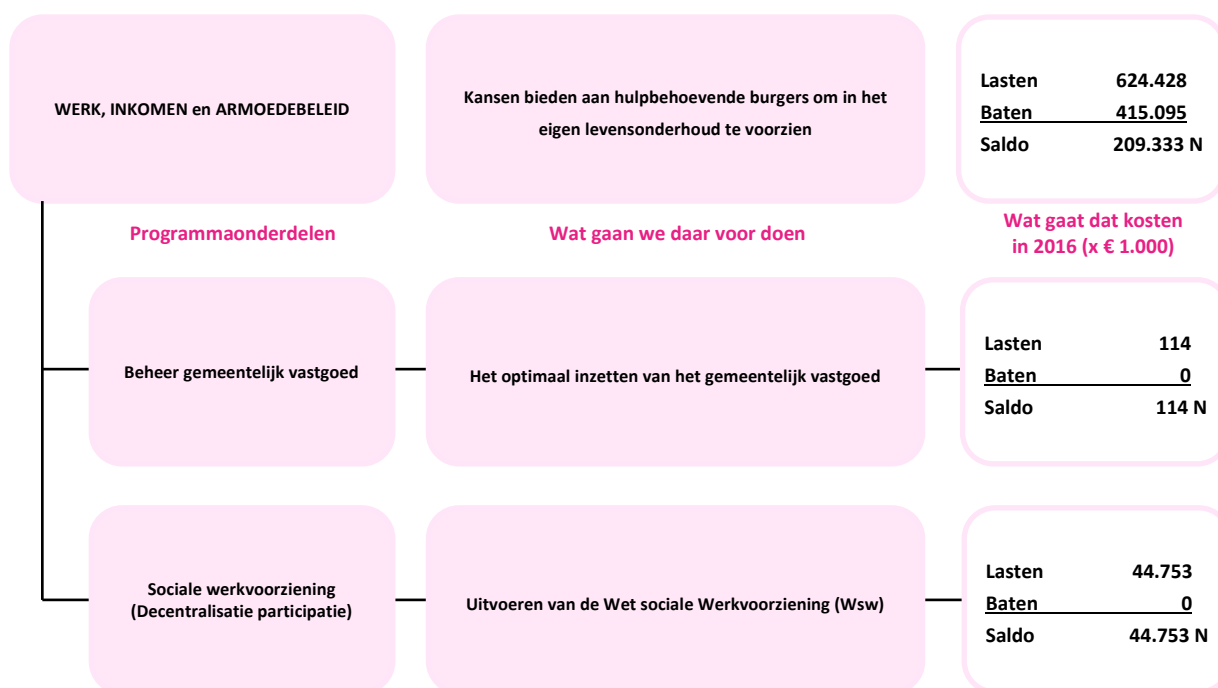 WERK, INKOMEN en ARMOEDEBELEID
Kansen bieden aan hulpbehoevende burgers om in het
eigen levensonderhoud te voorzien
Lasten 624.428
Baten 415.095
Saldo 209.333 N
Programmaonderdelen
Wat gaan we daar voor doen
Wat gaat dat kosten
in 2016 (x € 1.000)
Beheer gemeentelijk vastgoed
Het optimaal inzetten van het gemeentelijk vastgoed
Lasten 114
Baten 0
Saldo 114 N
Sociale werkvoorziening
(Decentralisatie participatie)
Uitvoeren van de Wet sociale Werkvoorziening (Wsw)
Lasten 44.753
Baten 0
Saldo 44.753 N